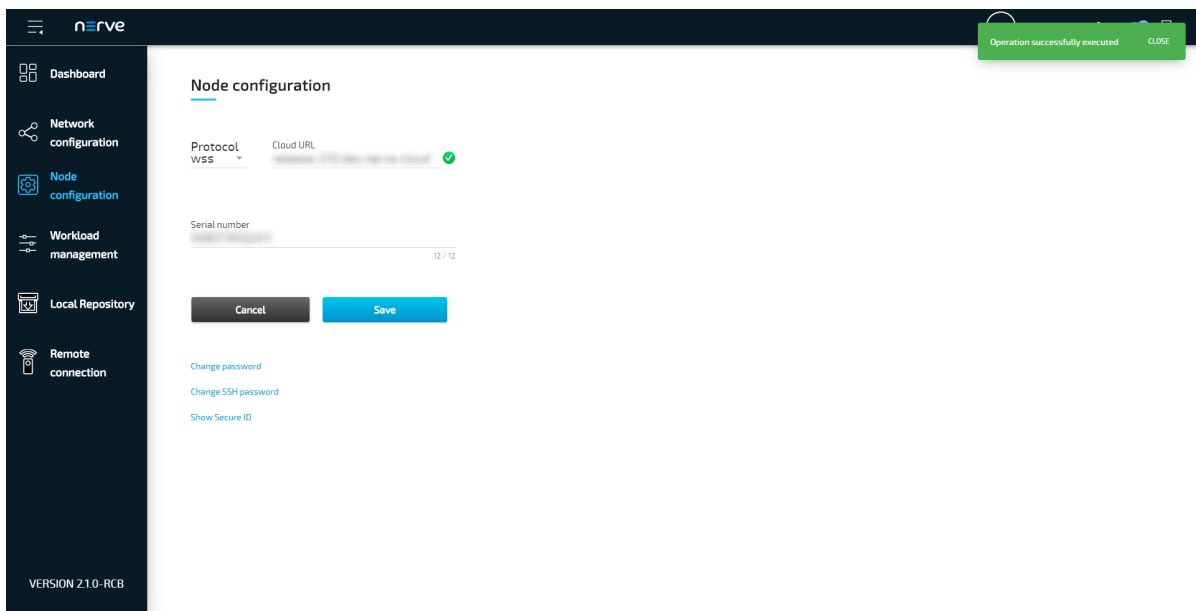 nerve
Operation successfully executed CLOSE
Dashboard
Network
configuration
Node
configuration
Workload
management
Local Repository
Remote
connection
VERSION 2.1.0-RCB
Node configuration
Protocol
wss
Cloud URL
Serial number
12 / 12
Cancel Save
Change password
Change SSH password
Show Secure ID